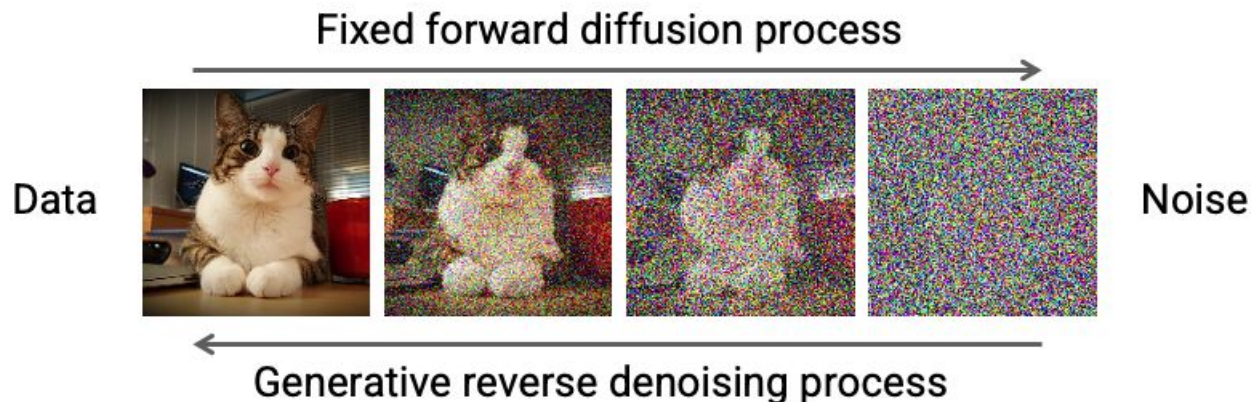 Fixed forward diffusion process
Data
Noise
Generative reverse denoising process